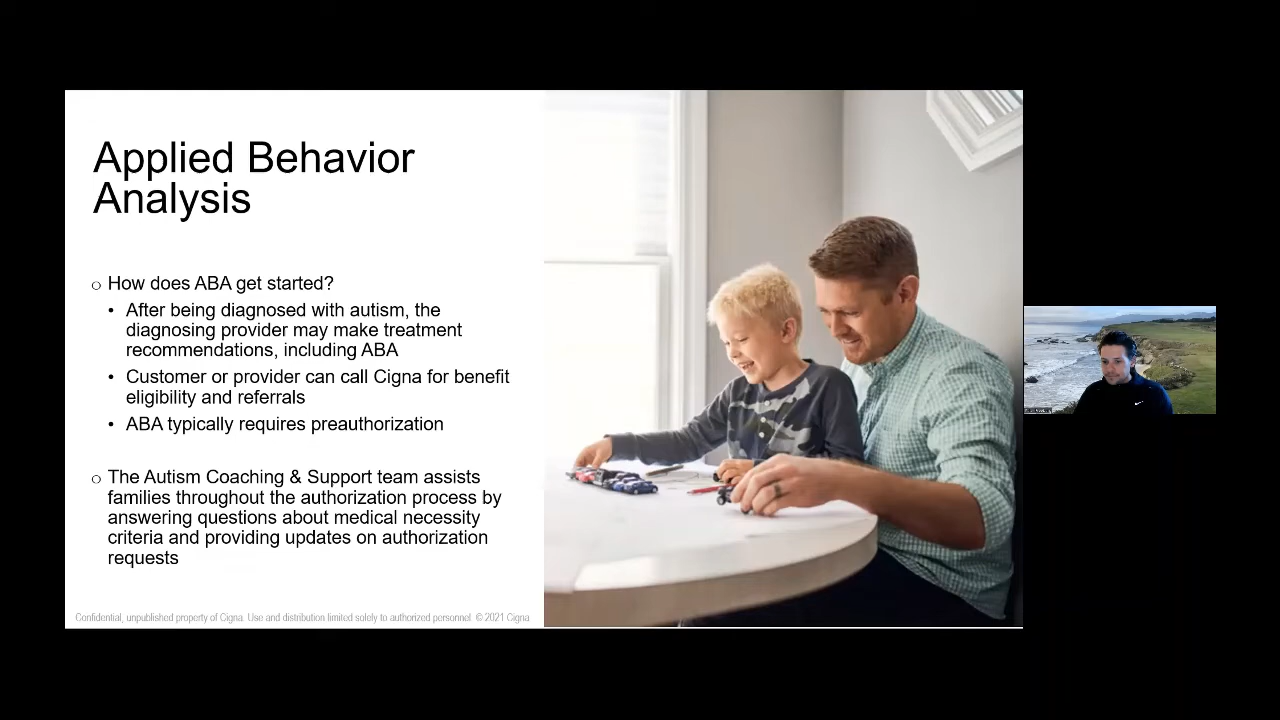 Applied Behavior
Analysis
o How does ABA get started?
• After being diagnosed with autism, the
diagnosing provider may make treatment
recommendations, including ABA
• Customer or provider can call Cigna for benefit
eligibility and referrals
• ABA typically requires preauthorization
o The Autism Coaching & Support team assists
families throughout the authorization process by
answering questions about medical necessity
criteria and providing updates on authorization
requests
Confidential, unpublished property of Cigna. Use and distribution limited solely to authorized personnel. © 2021 Cigna